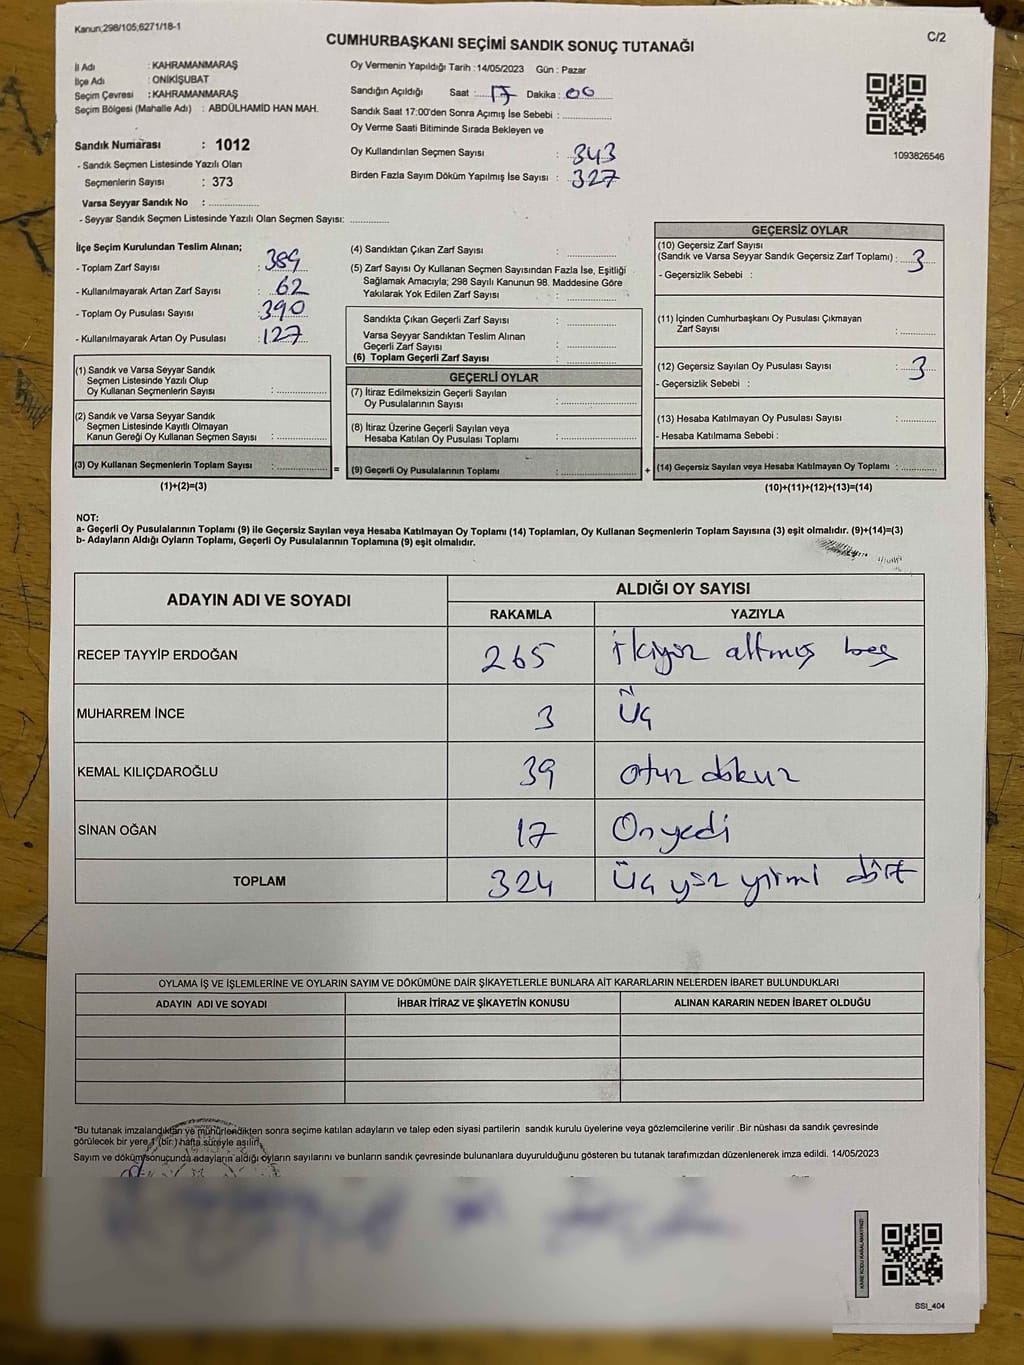 Kanun;298/105;6271/18-1
C/2
CUMHURBAŞKANI SEÇİMİ SANDIK SONUÇ TUTANAĞI
İl Adı : KAHRAMANMARAŞ
İlçe Adı : ONİKİŞUBAT
Seçim Çevresi : KAHRAMANMARAŞ
Seçim Bölgesi (Mahalle Adı) : ABDÜLHAMİD HAN MAH.
Sandık Numarası : 1012
- Sandık Seçmen Listesinde Yazılı Olan
Seçmenlerin Sayısı : 373
Varsa Seyyar Sandık No :
- Seyyar Sandık Seçmen Listesinde Yazılı Olan Seçmen Sayısı:
Oy Vermenin Yapıldığı Tarih :14/05/2023 Gün : Pazar
Sandığın Açıldığı Saat : 17 Dakika : 00
Sandık Saat 17:00'den Sonra Açımış İse Sebebi :
Oy Verme Saati Bitiminde Sırada Bekleyen ve
Oy Kullandırılan Seçmen Sayısı : 343
Birden Fazla Sayım Döküm Yapılmış İse Sayısı : 327
1093826546
İlçe Seçim Kurulundan Teslim Alınan;
- Toplam Zarf Sayısı : 389
- Kullanılmayarak Artan Zarf Sayısı : 62
- Toplam Oy Pusulası Sayısı : 390
- Kullanılmayarak Artan Oy Pusulası : 127
(1) Sandık ve Varsa Seyyar Sandık
Seçmen Listesinde Yazılı Olup
Oy Kullanan Seçmenlerin Sayısı :
(2) Sandık ve Varsa Seyyar Sandık
Seçmen Listesinde Kayıtlı Olmayan
Kanun Gereği Oy Kullanan Seçmen Sayısı :
(3) Oy Kullanan Seçmenlerin Toplam Sayısı :
(1)+(2)=(3)
=
(4) Sandıktan Çıkan Zarf Sayısı :
(5) Zarf Sayısı Oy Kullanan Seçmen Sayısından Fazla İse, Eşitliği
Sağlamak Amacıyla; 298 Sayılı Kanunun 98. Maddesine Göre
Yakılarak Yok Edilen Zarf Sayısı :
Sandıkta Çıkan Geçerli Zarf Sayısı :
Varsa Seyyar Sandıktan Teslim Alınan
Geçerli Zarf Sayısı :
(6) Toplam Geçerli Zarf Sayısı :
GEÇERLİ OYLAR
(7) İtiraz Edilmeksizin Geçerli Sayılan
Oy Pusulalarının Sayısı :
(8) İtiraz Üzerine Geçerli Sayılan veya
Hesaba Katılan Oy Pusulası Toplamı :
(9) Geçerli Oy Pusulalarının Toplamı :
+
GEÇERSİZ OYLAR
(10) Geçersiz Zarf Sayısı
(Sandık ve Varsa Seyyar Sandık Geçersiz Zarf Toplamı) : 3
- Geçersizlik Sebebi :
(11) İçinden Cumhurbaşkanı Oy Pusulası Çıkmayan
Zarf Sayısı :
(12) Geçersiz Sayılan Oy Pusulası Sayısı : 3
- Geçersizlik Sebebi :
(13) Hesaba Katılmayan Oy Pusulası Sayısı :
- Hesaba Katılmama Sebebi :
(14) Geçersiz Sayılan veya Hesaba Katılmayan Oy Toplamı :
(10)+(11)+(12)+(13)=(14)
NOT:
a- Geçerli Oy Pusulalarının Toplamı (9) ile Geçersiz Sayılan veya Hesaba Katılmayan Oy Toplamı (14) Toplamları, Oy Kullanan Seçmenlerin Toplam Sayısına (3) eşit olmalıdır. (9)+(14)=(3)
b- Adayların Aldığı Oyların Toplamı, Geçerli Oy Pusulalarının Toplamına (9) eşit olmalıdır.
ADAYIN ADI VE SOYADI ALDIĞI OY SAYISI
RAKAMLA YAZIYLA
RECEP TAYYİP ERDOĞAN 265 İkiyüz altmış beş
MUHARREM İNCE 3 Üç
KEMAL KILIÇDAROĞLU 39 otuz dokuz
SİNAN OĞAN 17 Onyedi
TOPLAM 324 Üç yüz yirmi dört
OYLAMA İŞ VE İŞLEMLERİNE VE OYLARIN SAYIM VE DÖKÜMÜNE DAİR ŞİKAYETLERLE BUNLARA AİT KARARLARIN NELERDEN İBARET BULUNDUKLARI
ADAYIN ADI VE SOYADI İHBAR İTİRAZ VE ŞİKAYETİN KONUSU ALINAN KARARIN NEDEN İBARET OLDUĞU
*Bu tutanak imzalandıktan ve mühürlendikten sonra seçime katılan adayların ve talep eden siyasi partilerin sandık kurulu üyelerine veya gözlemcilerine verilir .Bir nüshası da sandık çevresinde
görülecek bir yere 1 (bir ) hafta süreyle asılır.
Sayım ve döküm sonucunda adayların aldığı oyların sayılarını ve bunların sandık çevresinde bulunanlara duyurulduğunu gösteren bu tutanak tarafımızdan düzenlenerek imza edildi. 14/05/2023
KARE KODU KARALAMAYINIZ!
SSI_404